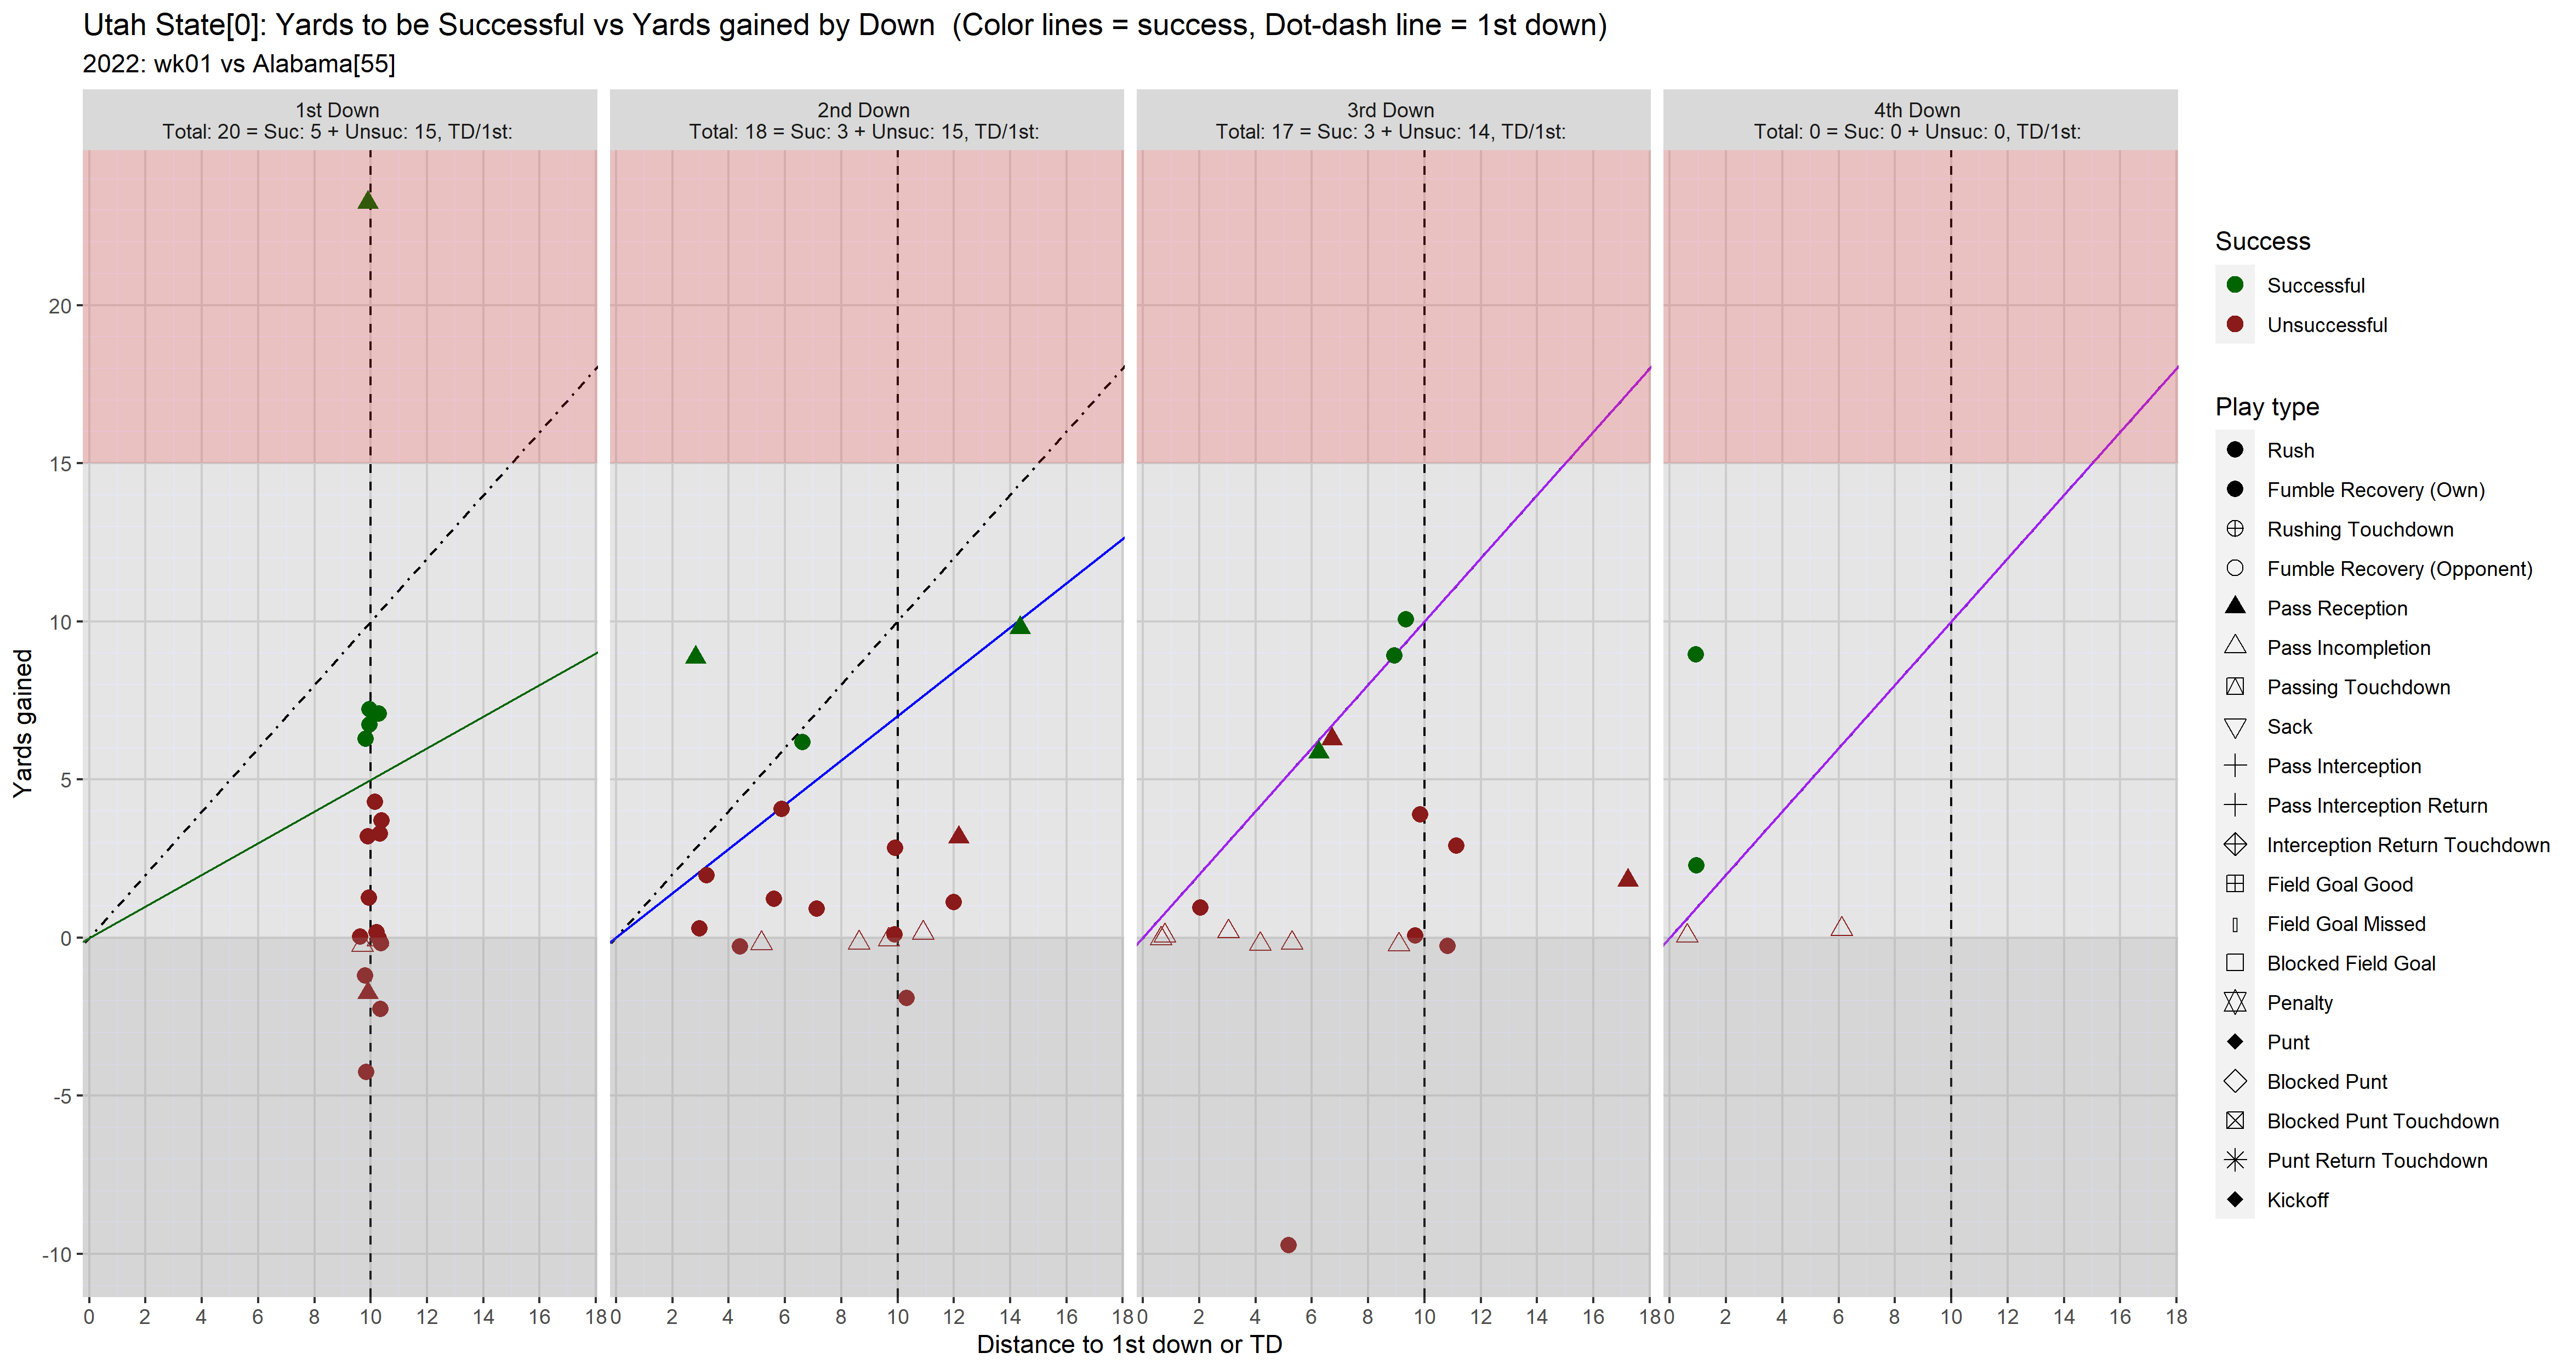 Utah State[0]: Yards to be Successful vs Yards gained by Down  (Color lines = success, Dot-dash line = 1st down)
2022: wk01 vs Alabama[55]
1st Down
Total: 20 = Suc: 5 + Unsuc: 15, TD/1st:
2nd Down
Total: 18 = Suc: 3 + Unsuc: 15, TD/1st:
3rd Down
Total: 17 = Suc: 3 + Unsuc: 14, TD/1st:
4th Down
Total: 0 = Suc: 0 + Unsuc: 0, TD/1st:
Yards gained
20
15
10
5
0
-5
-10
0 2 4 6 8 10 12 14 16 18
0 2 4 6 8 10 12 14 16 18
0 2 4 6 8 10 12 14 16 18
0 2 4 6 8 10 12 14 16 18
Distance to 1st down or TD
Success
Successful
Unsuccessful
Play type
Rush
Fumble Recovery (Own)
Rushing Touchdown
Fumble Recovery (Opponent)
Pass Reception
Pass Incompletion
Passing Touchdown
Sack
Pass Interception
Pass Interception Return
Interception Return Touchdown
Field Goal Good
Field Goal Missed
Blocked Field Goal
Penalty
Punt
Blocked Punt
Blocked Punt Touchdown
Punt Return Touchdown
Kickoff